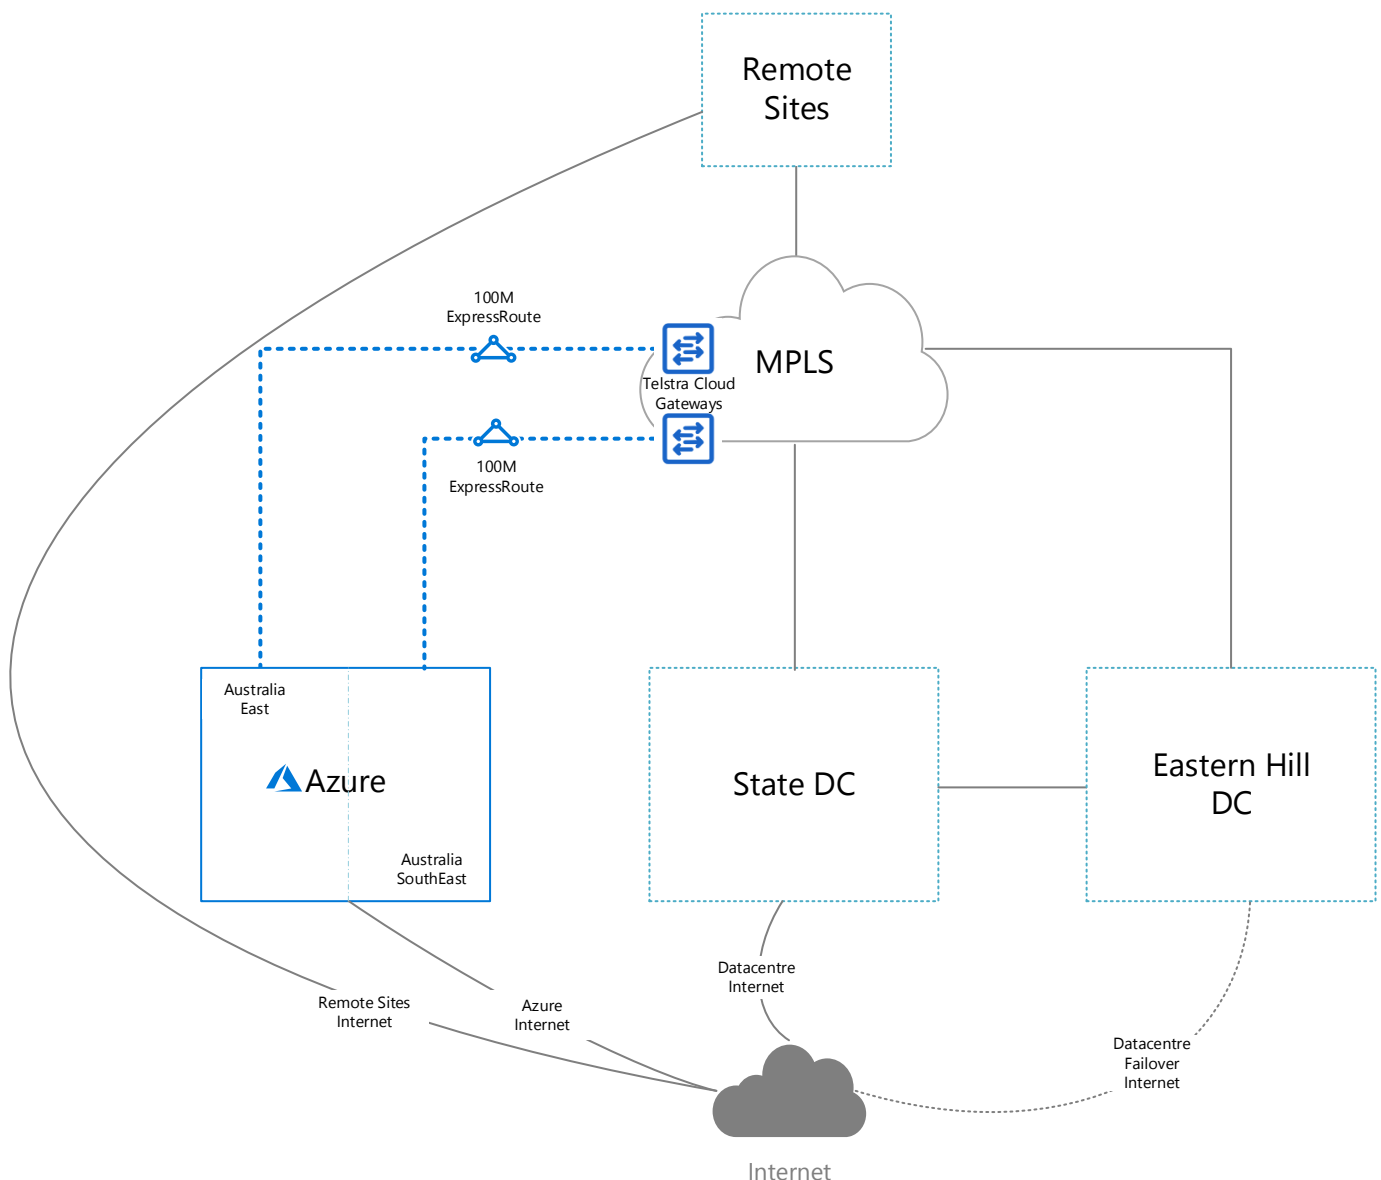 Remote
Sites
100M
ExpressRoute
MPLS
Telstra Cloud
Gateways
100M
ExpressRoute
Australia
East
Azure
Australia
SouthEast
State DC
Eastern Hill
DC
Datacentre
Internet
Remote Sites
Internet
Azure
Internet
Datacentre
Failover
Internet
Internet